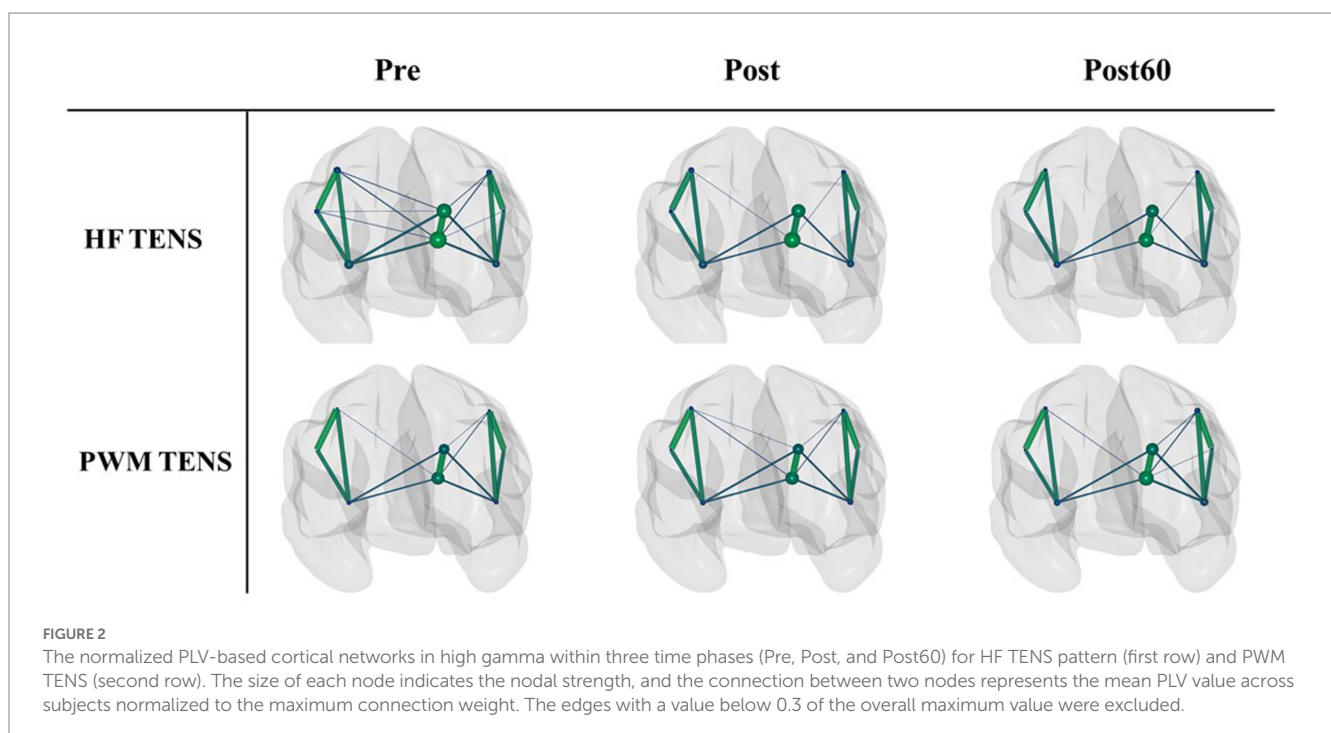 Pre Post Post60
HF TENS
PWM TENS
FIGURE 2
The normalized PLV-based cortical networks in high gamma within three time phases (Pre, Post, and Post60) for HF TENS pattern (first row) and PWM
TENS (second row). The size of each node indicates the nodal strength, and the connection between two nodes represents the mean PLV value across
subjects normalized to the maximum connection weight. The edges with a value below 0.3 of the overall maximum value were excluded.